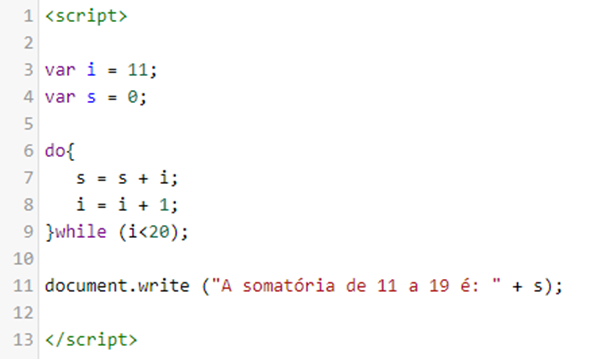 1 <script>
2
3 var i = 11;
4 var s = 0;
5
6 do{
7    s = s + i;
8    i = i + 1;
9 }while (i<20);
10
11 document.write ("A somatória de 11 a 19 é: " + s);
12
13 </script>